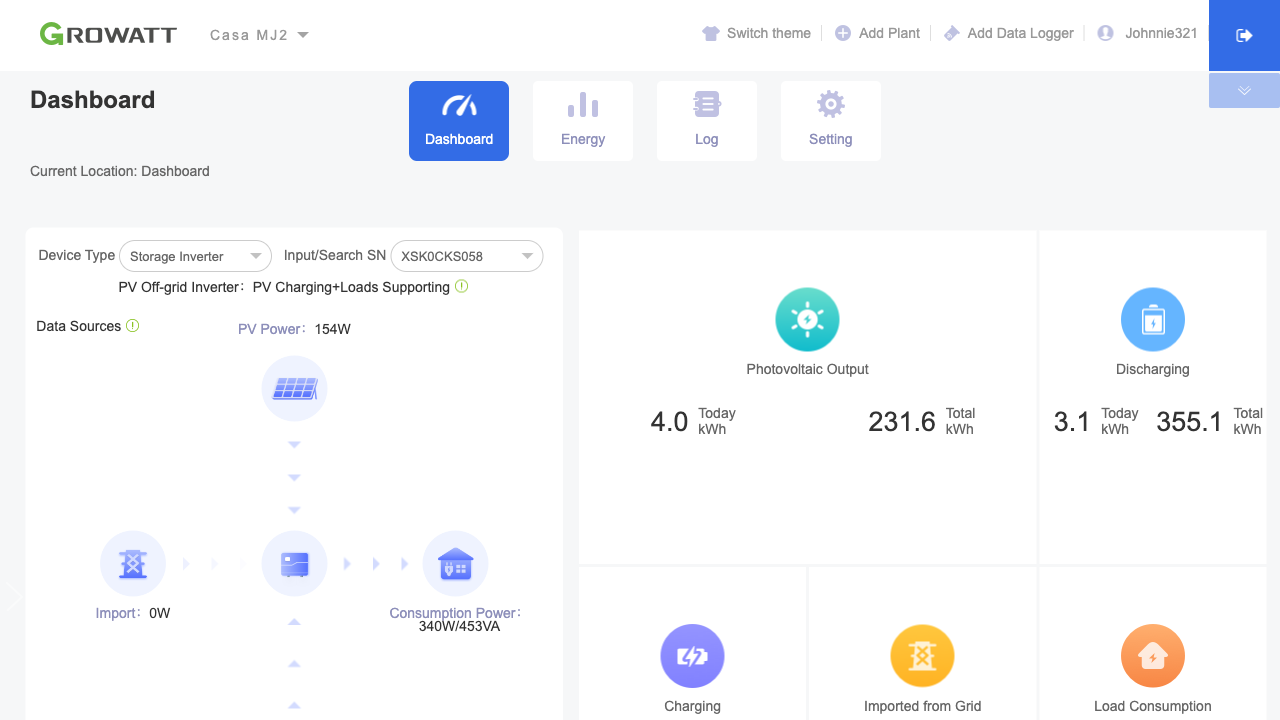 GROWATT
Casa MJ2
Switch theme
Add Plant
Add Data Logger
Johnnie321
Dashboard
Dashboard
Energy
Log
Setting
Current Location: Dashboard
Device Type Storage Inverter
Input/Search SN XSK0CKS058
PV Off-grid Inverter： PV Charging+Loads Supporting
Data Sources
PV Power： 154W
Import： 0W
Consumption Power：
340W/453VA
Photovoltaic Output
4.0 Today kWh
231.6 Total kWh
Discharging
3.1 Today kWh
355.1 Total kWh
Charging
Imported from Grid
Load Consumption